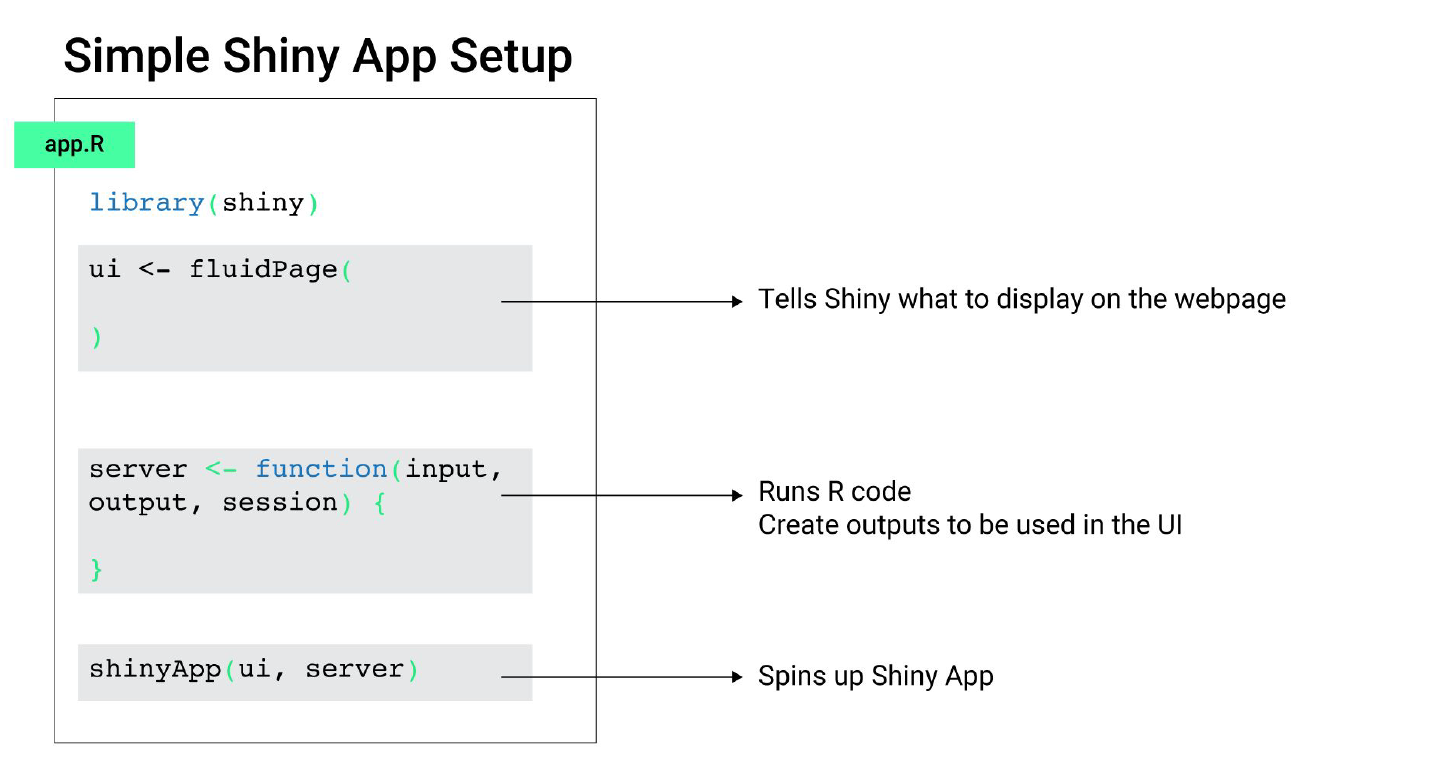 Simple Shiny App Setup
app.R
library(shiny)
ui <- fluidPage(
)
Tells Shiny what to display on the webpage
server <- function(input,
output, session) {
}
Runs R code
Create outputs to be used in the UI
shinyApp(ui, server)
Spins up Shiny App